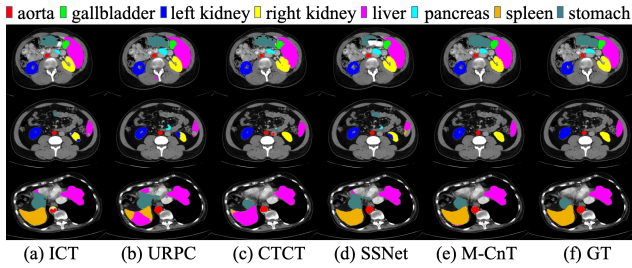 aorta gallbladder left kidney right kidney liver pancreas spleen stomach
(a) ICT (b) URPC (c) CTCT (d) SSNet (e) M-CnT (f) GT